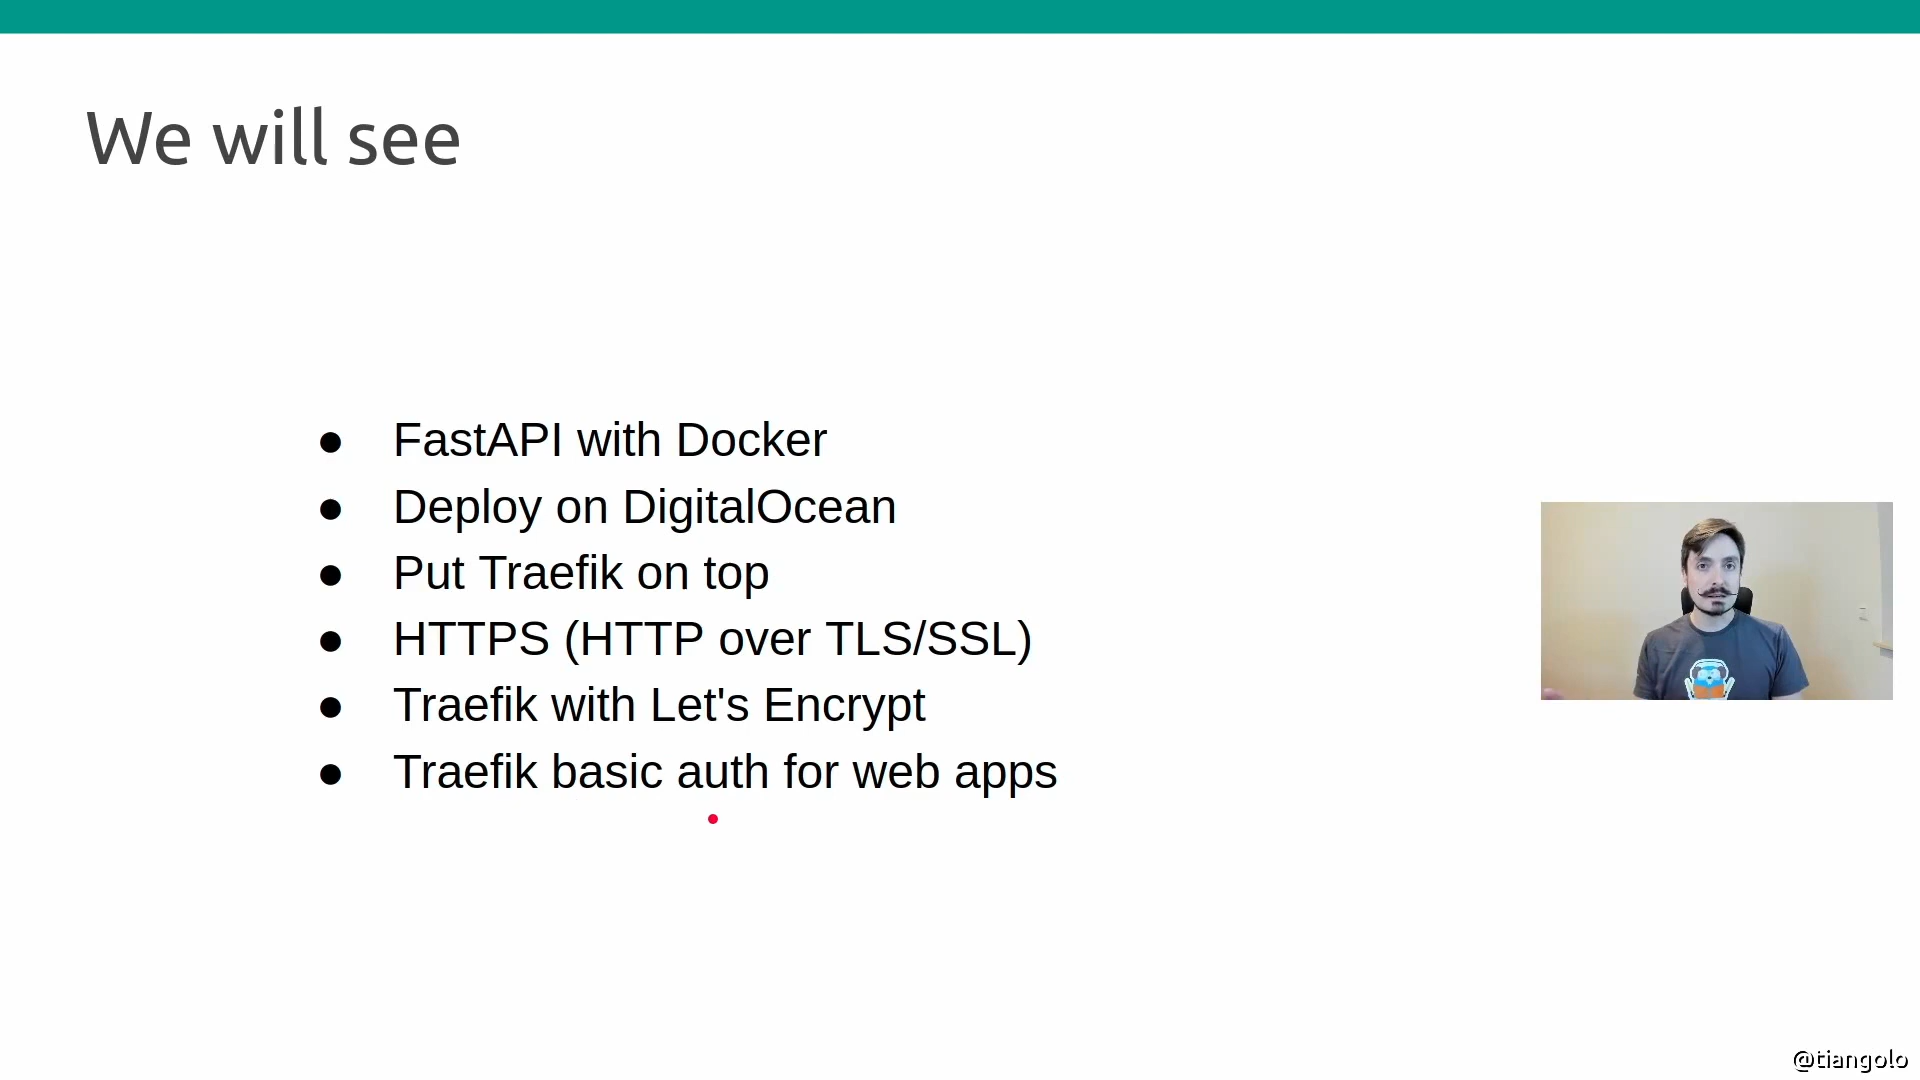 We will see
● FastAPI with Docker
● Deploy on DigitalOcean
● Put Traefik on top
● HTTPS (HTTP over TLS/SSL)
● Traefik with Let's Encrypt
● Traefik basic auth for web apps
@tiangolo